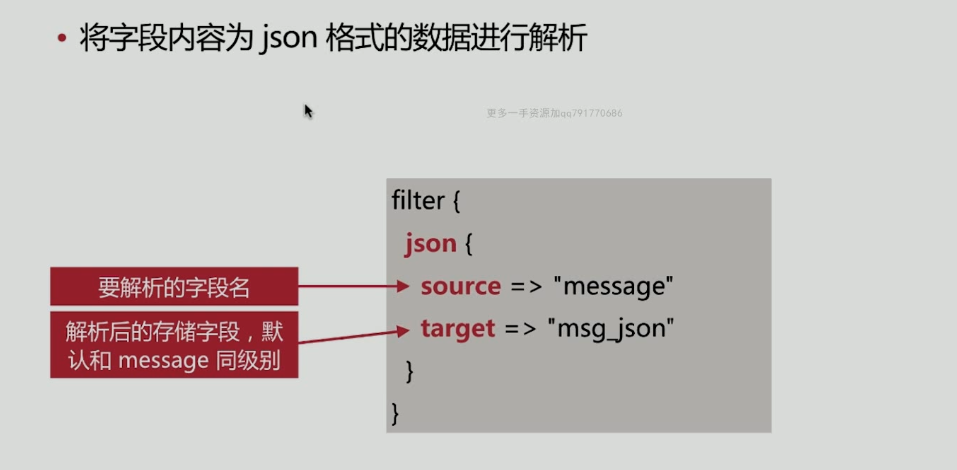 • 将字段内容为 json 格式的数据进行解析
更多一手资源加qq791770686
filter {
json {
要解析的字段名
source => "message"
解析后的存储字段，默
认和 message 同级别
target => "msg_json"
}
}